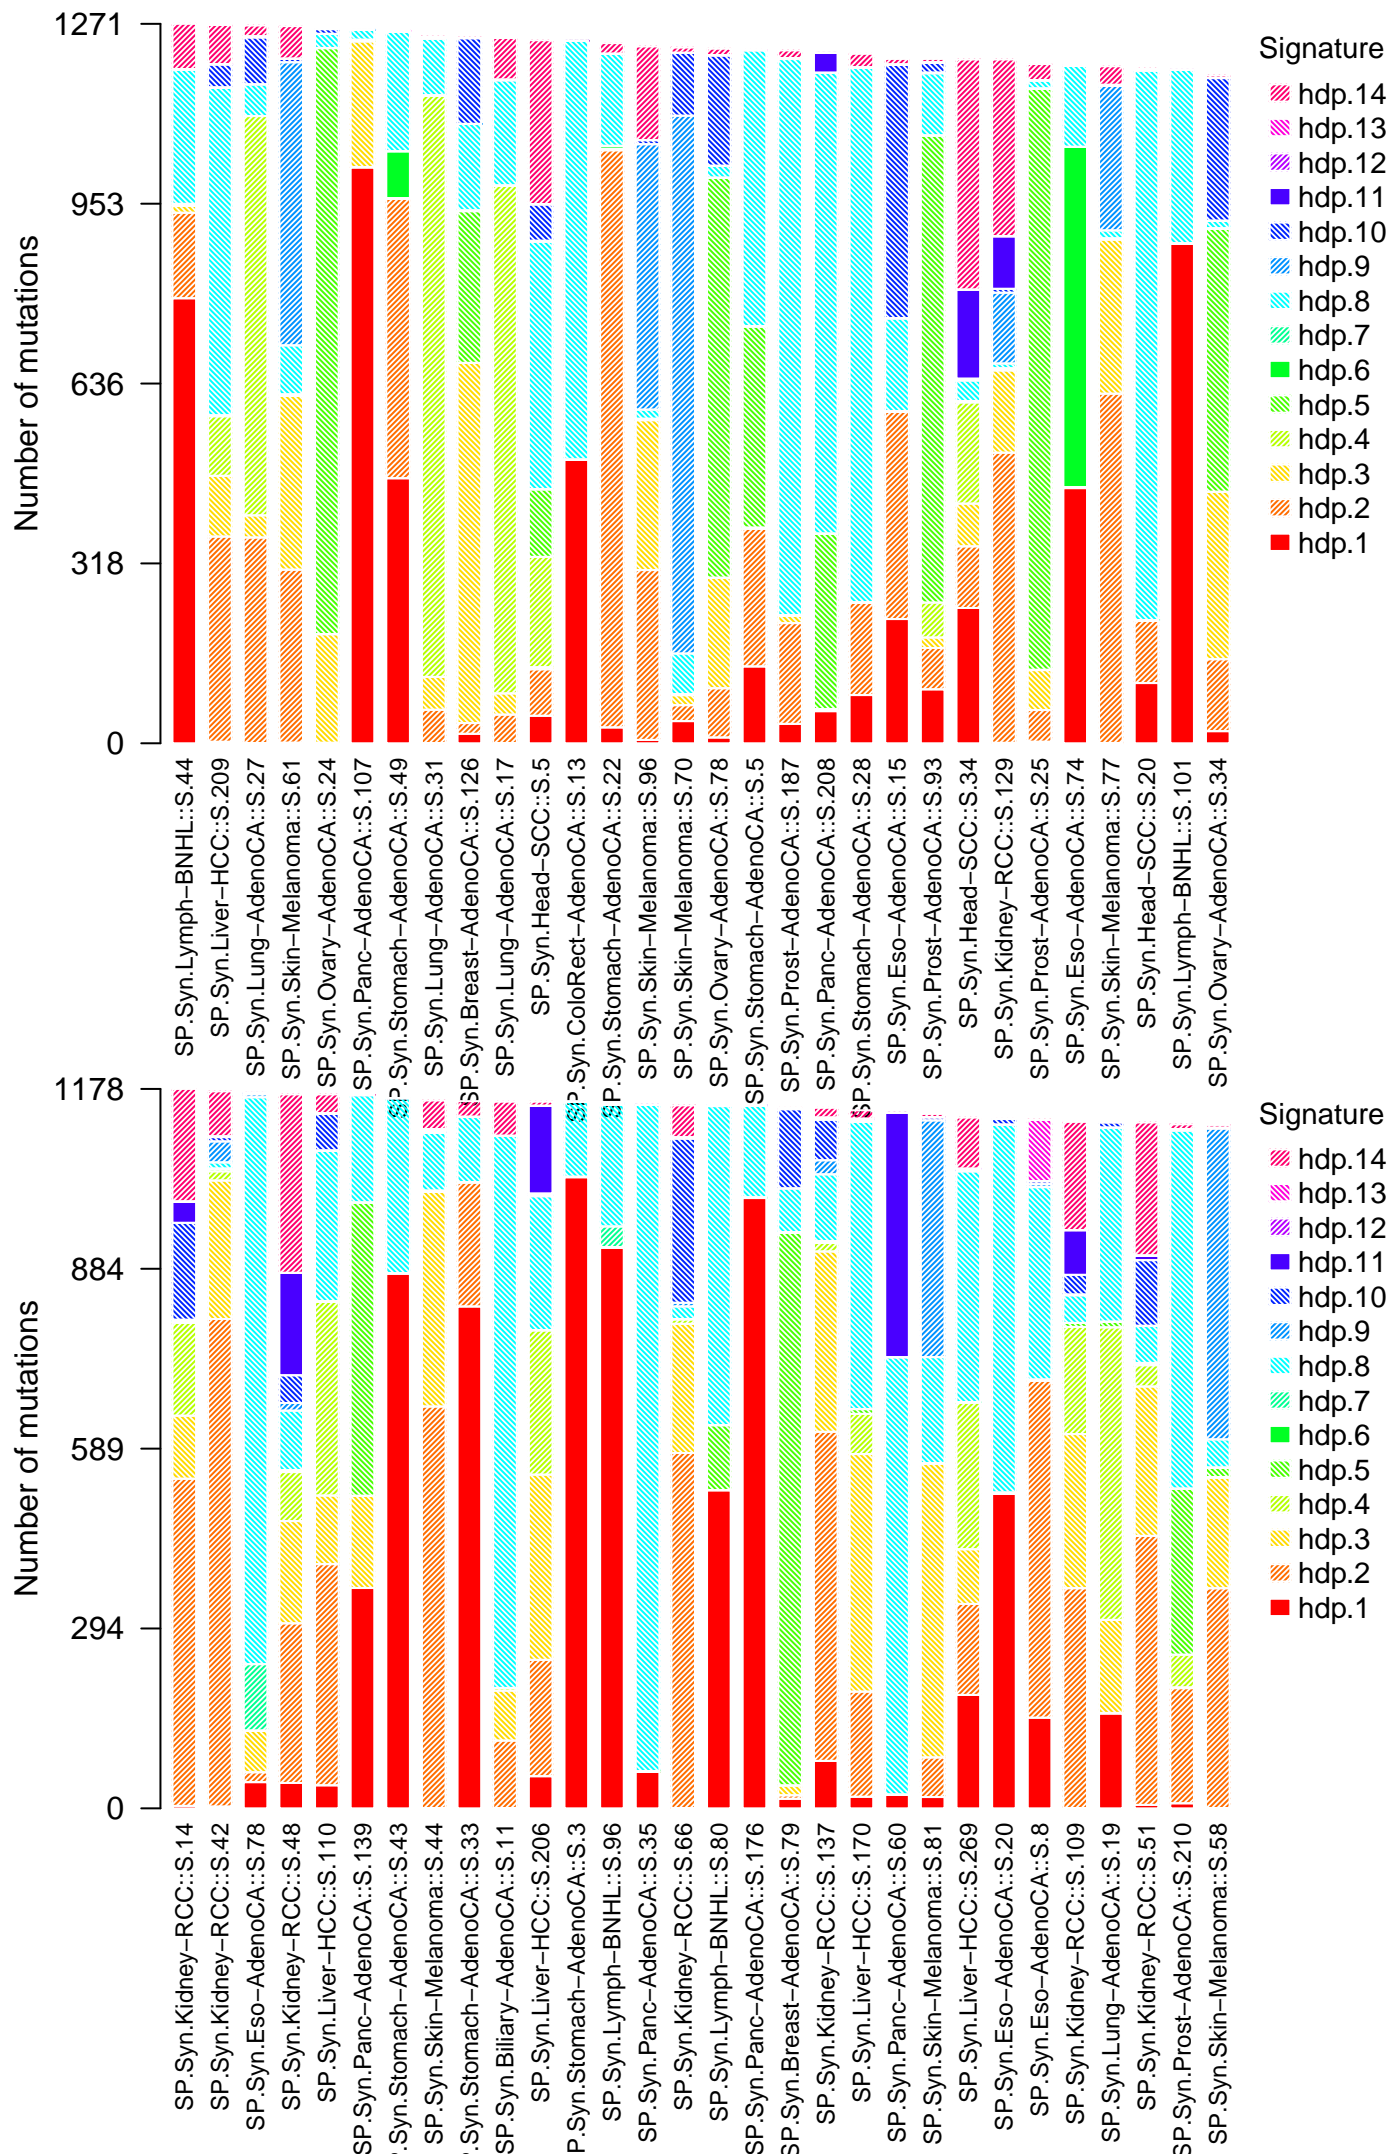 Number of mutations
1271
953
636
318
0
Signature
hdp.14
hdp.13
hdp.12
hdp.11
hdp.10
hdp.9
hdp.8
hdp.7
hdp.6
hdp.5
hdp.4
hdp.3
hdp.2
hdp.1
SP.Syn.Lymph−BNHL::S.44
SP.Syn.Liver−HCC::S.209
SP.Syn.Lung−AdenoCA::S.27
SP.Syn.Skin−Melanoma::S.61
SP.Syn.Ovary−AdenoCA::S.24
SP.Syn.Panc−AdenoCA::S.107
SP.Syn.Stomach−AdenoCA::S.49
SP.Syn.Lung−AdenoCA::S.31
SP.Syn.Breast−AdenoCA::S.126
SP.Syn.Lung−AdenoCA::S.17
SP.Syn.Head−SCC::S.5
SP.Syn.ColoRect−AdenoCA::S.13
SP.Syn.Stomach−AdenoCA::S.22
SP.Syn.Skin−Melanoma::S.96
SP.Syn.Skin−Melanoma::S.70
SP.Syn.Ovary−AdenoCA::S.78
SP.Syn.Stomach−AdenoCA::S.5
SP.Syn.Prost−AdenoCA::S.187
SP.Syn.Panc−AdenoCA::S.208
SP.Syn.Stomach−AdenoCA::S.28
SP.Syn.Eso−AdenoCA::S.15
SP.Syn.Prost−AdenoCA::S.93
SP.Syn.Head−SCC::S.34
SP.Syn.Kidney−RCC::S.129
SP.Syn.Prost−AdenoCA::S.25
SP.Syn.Eso−AdenoCA::S.74
SP.Syn.Skin−Melanoma::S.77
SP.Syn.Head−SCC::S.20
SP.Syn.Lymph−BNHL::S.101
SP.Syn.Ovary−AdenoCA::S.34
Number of mutations
1178
884
589
294
0
Signature
hdp.14
hdp.13
hdp.12
hdp.11
hdp.10
hdp.9
hdp.8
hdp.7
hdp.6
hdp.5
hdp.4
hdp.3
hdp.2
hdp.1
SP.Syn.Kidney−RCC::S.14
SP.Syn.Kidney−RCC::S.42
SP.Syn.Eso−AdenoCA::S.78
SP.Syn.Kidney−RCC::S.48
SP.Syn.Liver−HCC::S.110
SP.Syn.Panc−AdenoCA::S.139
P.Syn.Stomach−AdenoCA::S.43
SP.Syn.Skin−Melanoma::S.44
P.Syn.Stomach−AdenoCA::S.33
SP.Syn.Biliary−AdenoCA::S.11
SP.Syn.Liver−HCC::S.206
SP.Syn.Stomach−AdenoCA::S.3
SP.Syn.Lymph−BNHL::S.96
SP.Syn.Panc−AdenoCA::S.35
SP.Syn.Kidney−RCC::S.66
SP.Syn.Lymph−BNHL::S.80
SP.Syn.Panc−AdenoCA::S.176
SP.Syn.Breast−AdenoCA::S.79
SP.Syn.Kidney−RCC::S.137
SP.Syn.Liver−HCC::S.170
SP.Syn.Panc−AdenoCA::S.60
SP.Syn.Skin−Melanoma::S.81
SP.Syn.Liver−HCC::S.269
SP.Syn.Eso−AdenoCA::S.20
SP.Syn.Eso−AdenoCA::S.8
SP.Syn.Kidney−RCC::S.109
SP.Syn.Lung−AdenoCA::S.19
SP.Syn.Kidney−RCC::S.51
SP.Syn.Prost−AdenoCA::S.210
SP.Syn.Skin−Melanoma::S.58